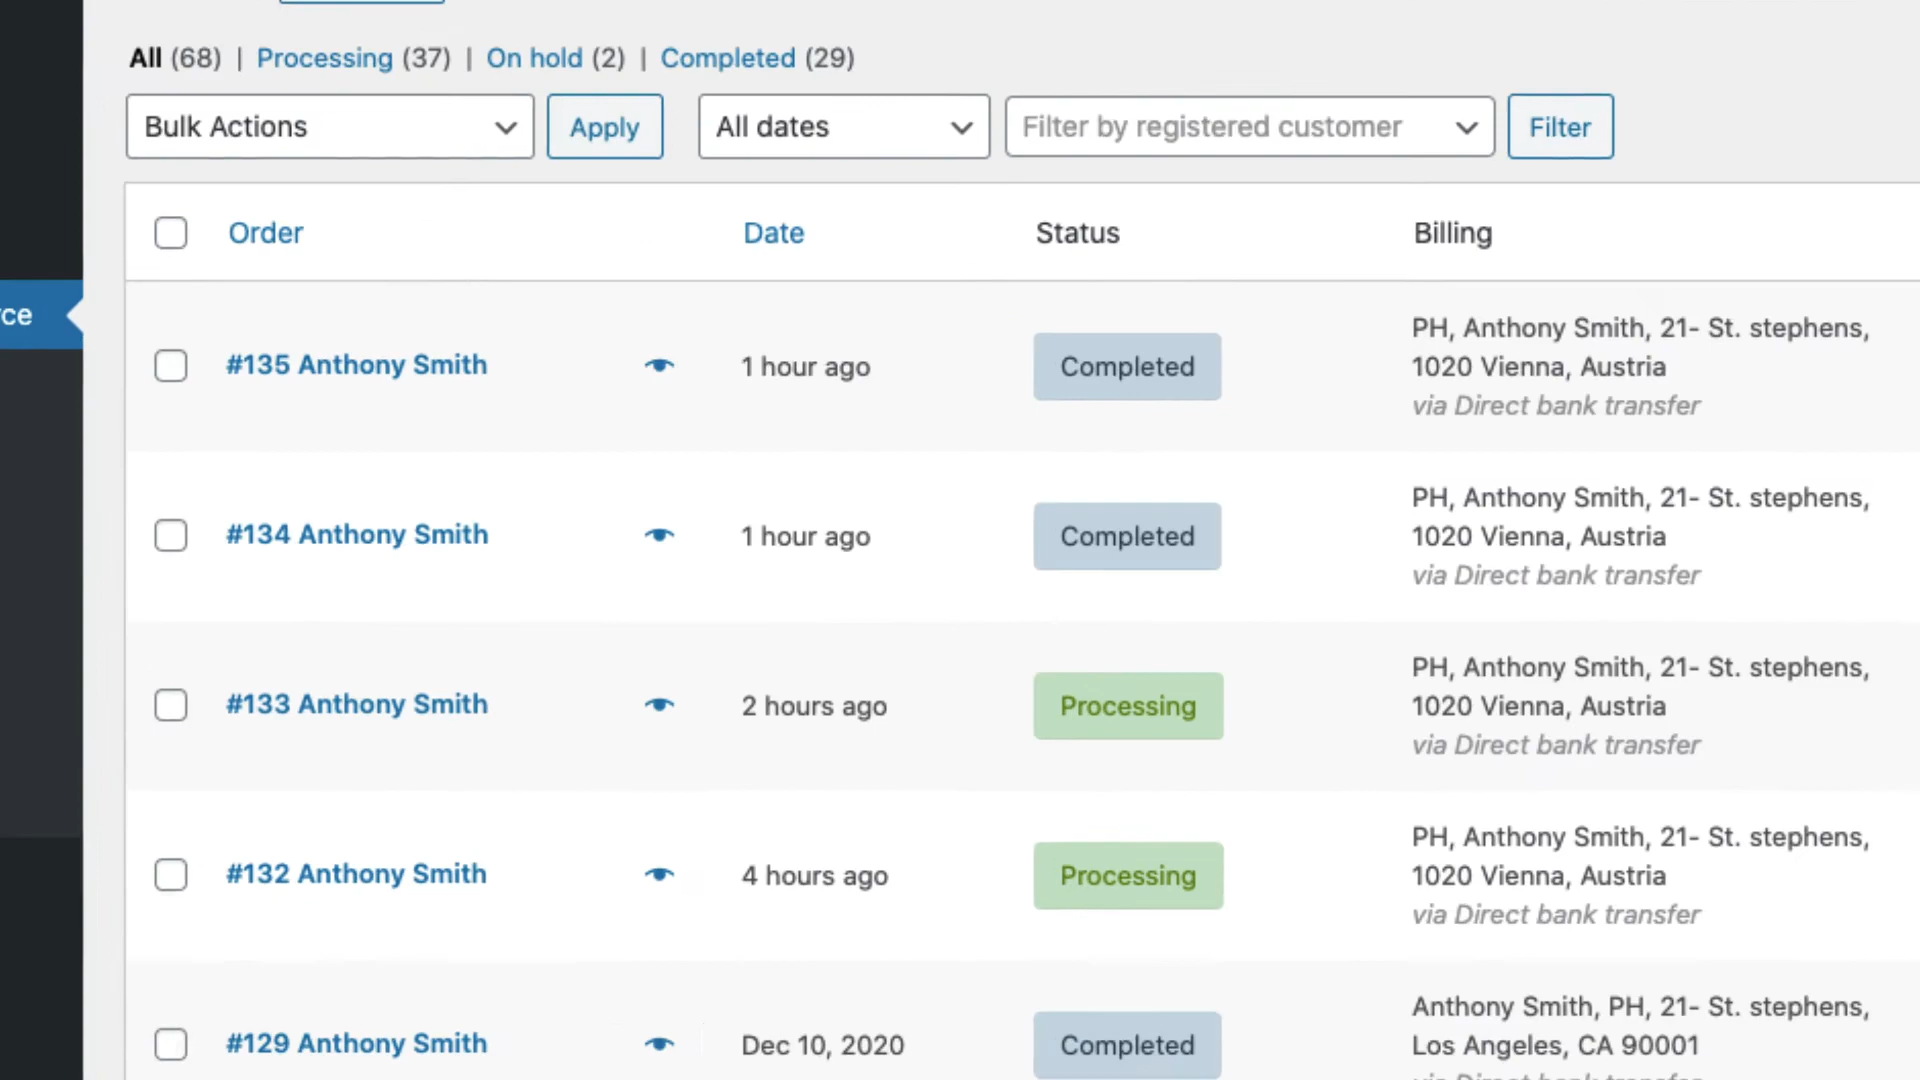 All (68) | Processing (37) | On hold (2) | Completed (29)
Bulk Actions Apply All dates Filter by registered customer Filter
Order Date Status Billing
ce
#135 Anthony Smith 1 hour ago Completed PH, Anthony Smith, 21- St. stephens,
1020 Vienna, Austria
via Direct bank transfer
#134 Anthony Smith 1 hour ago Completed PH, Anthony Smith, 21- St. stephens,
1020 Vienna, Austria
via Direct bank transfer
#133 Anthony Smith 2 hours ago Processing PH, Anthony Smith, 21- St. stephens,
1020 Vienna, Austria
via Direct bank transfer
#132 Anthony Smith 4 hours ago Processing PH, Anthony Smith, 21- St. stephens,
1020 Vienna, Austria
via Direct bank transfer
#129 Anthony Smith Dec 10, 2020 Completed Anthony Smith, PH, 21- St. stephens,
Los Angeles, CA 90001